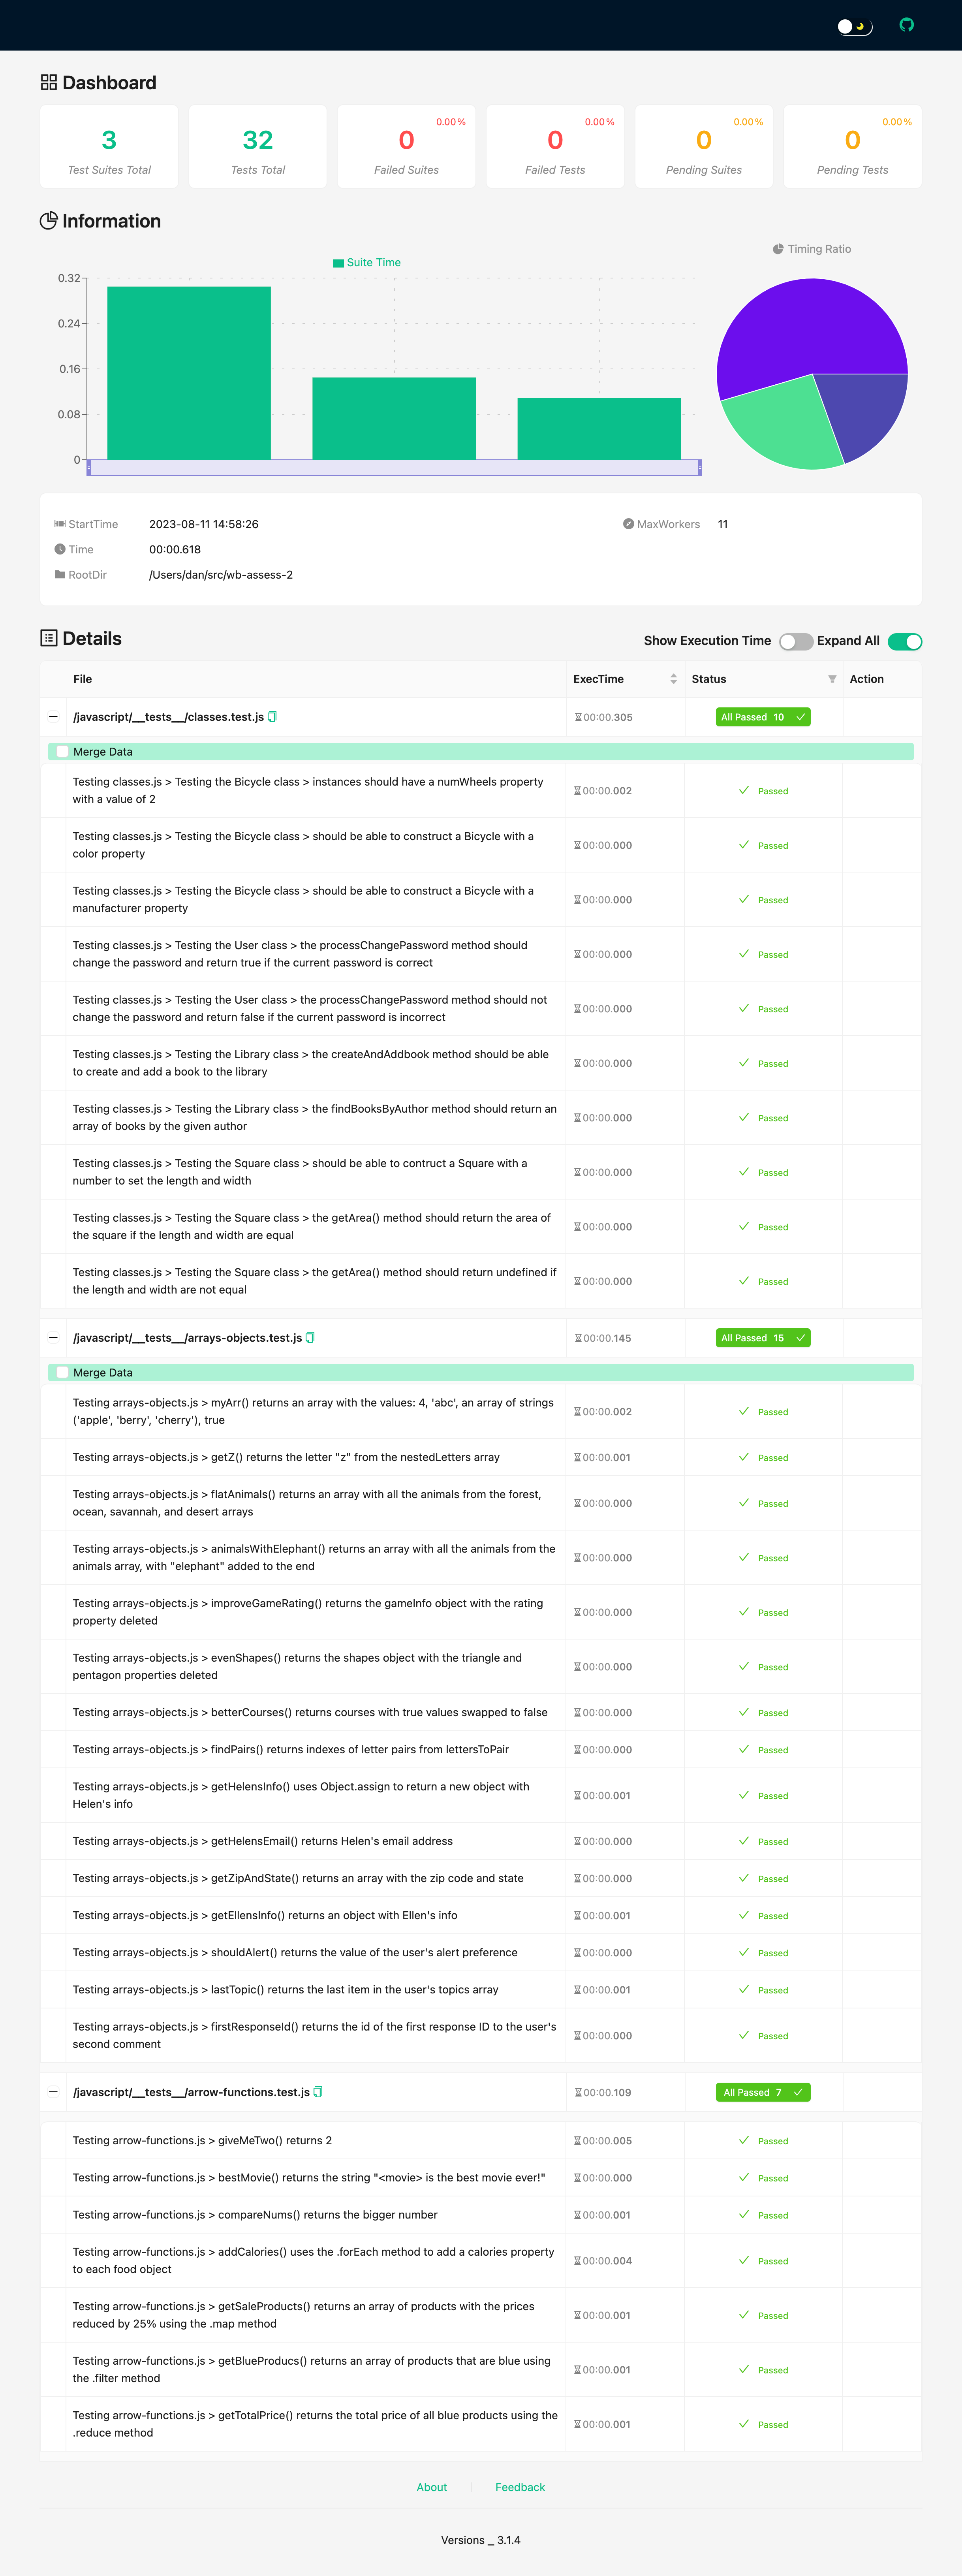 Dashboard
3
Test Suites Total
32
Tests Total
0.00%
0
Failed Suites
0.00%
0
Failed Tests
0.00%
0
Pending Suites
0.00%
0
Pending Tests
Information
Suite Time
0.32
0.24
0.16
0.08
0
Timing Ratio
StartTime 2023-08-11 14:58:26 MaxWorkers 11
Time 00:00.618
RootDir /Users/dan/src/wb-assess-2
Details
Show Execution Time Expand All
File ExecTime Status Action
/javascript/__tests__/classes.test.js 00:00.305 All Passed 10
Merge Data
Testing classes.js > Testing the Bicycle class > instances should have a numWheels property
with a value of 2
00:00.002 Passed
Testing classes.js > Testing the Bicycle class > should be able to construct a Bicycle with a
color property
00:00.000 Passed
Testing classes.js > Testing the Bicycle class > should be able to construct a Bicycle with a
manufacturer property
00:00.000 Passed
Testing classes.js > Testing the User class > the processChangePassword method should
change the password and return true if the current password is correct
00:00.000 Passed
Testing classes.js > Testing the User class > the processChangePassword method should not
change the password and return false if the current password is incorrect
00:00.000 Passed
Testing classes.js > Testing the Library class > the createAndAddbook method should be able
to create and add a book to the library
00:00.000 Passed
Testing classes.js > Testing the Library class > the findBooksByAuthor method should return an
array of books by the given author
00:00.000 Passed
Testing classes.js > Testing the Square class > should be able to contruct a Square with a
number to set the length and width
00:00.000 Passed
Testing classes.js > Testing the Square class > the getArea() method should return the area of
the square if the length and width are equal
00:00.000 Passed
Testing classes.js > Testing the Square class > the getArea() method should return undefined if
the length and width are not equal
00:00.000 Passed
/javascript/__tests__/arrays-objects.test.js 00:00.145 All Passed 15
Merge Data
Testing arrays-objects.js > myArr() returns an array with the values: 4, 'abc', an array of strings
('apple', 'berry', 'cherry'), true
00:00.002 Passed
Testing arrays-objects.js > getZ() returns the letter "z" from the nestedLetters array 00:00.001 Passed
Testing arrays-objects.js > flatAnimals() returns an array with all the animals from the forest,
ocean, savannah, and desert arrays
00:00.000 Passed
Testing arrays-objects.js > animalsWithElephant() returns an array with all the animals from the
animals array, with "elephant" added to the end
00:00.000 Passed
Testing arrays-objects.js > improveGameRating() returns the gameInfo object with the rating
property deleted
00:00.000 Passed
Testing arrays-objects.js > evenShapes() returns the shapes object with the triangle and
pentagon properties deleted
00:00.000 Passed
Testing arrays-objects.js > betterCourses() returns courses with true values swapped to false 00:00.000 Passed
Testing arrays-objects.js > findPairs() returns indexes of letter pairs from lettersToPair 00:00.000 Passed
Testing arrays-objects.js > getHelensInfo() uses Object.assign to return a new object with
Helen's info
00:00.001 Passed
Testing arrays-objects.js > getHelensEmail() returns Helen's email address 00:00.000 Passed
Testing arrays-objects.js > getZipAndState() returns an array with the zip code and state 00:00.000 Passed
Testing arrays-objects.js > getEllensInfo() returns an object with Ellen's info 00:00.001 Passed
Testing arrays-objects.js > shouldAlert() returns the value of the user's alert preference 00:00.000 Passed
Testing arrays-objects.js > lastTopic() returns the last item in the user's topics array 00:00.001 Passed
Testing arrays-objects.js > firstResponseId() returns the id of the first response ID to the user's
second comment
00:00.000 Passed
/javascript/__tests__/arrow-functions.test.js 00:00.109 All Passed 7
Testing arrow-functions.js > giveMeTwo() returns 2 00:00.005 Passed
Testing arrow-functions.js > bestMovie() returns the string "<movie> is the best movie ever!" 00:00.000 Passed
Testing arrow-functions.js > compareNums() returns the bigger number 00:00.001 Passed
Testing arrow-functions.js > addCalories() uses the .forEach method to add a calories property
to each food object
00:00.004 Passed
Testing arrow-functions.js > getSaleProducts() returns an array of products with the prices
reduced by 25% using the .map method
00:00.001 Passed
Testing arrow-functions.js > getBlueProducs() returns an array of products that are blue using
the .filter method
00:00.001 Passed
Testing arrow-functions.js > getTotalPrice() returns the total price of all blue products using the
.reduce method
00:00.001 Passed
About Feedback
Versions _ 3.1.4